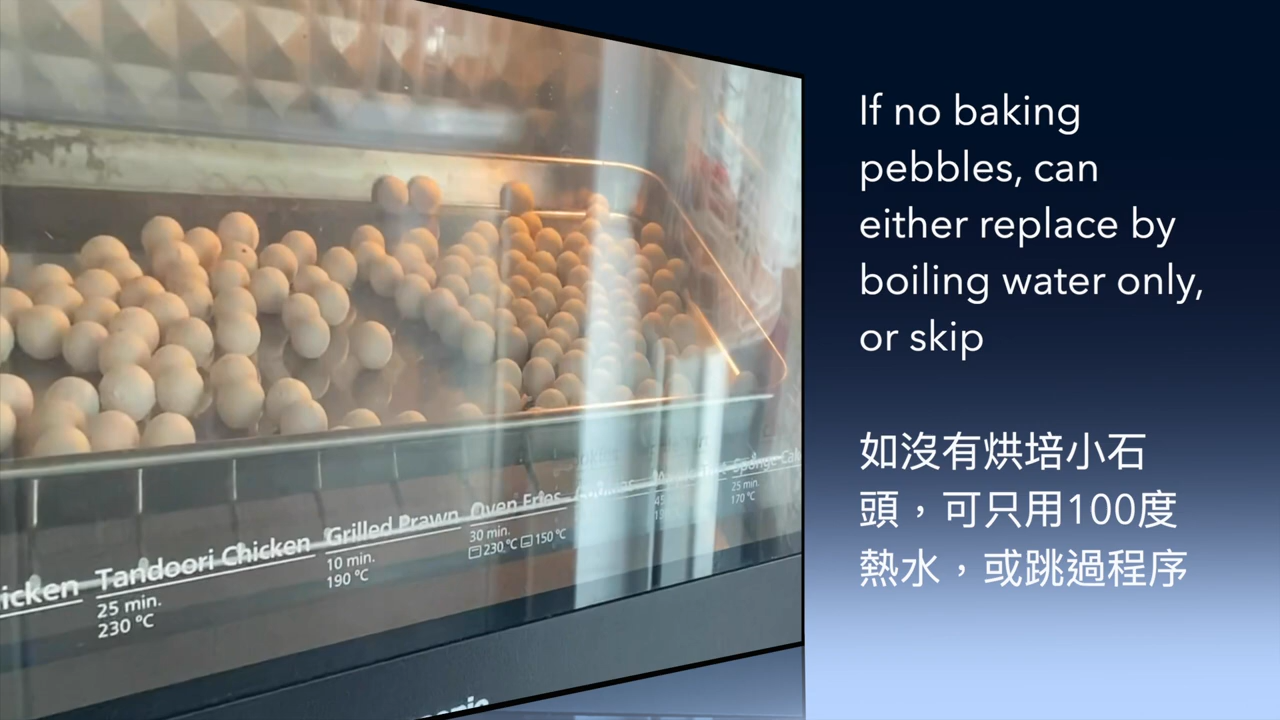 If no baking
pebbles, can
either replace by
boiling water only,
or skip
如沒有烘培小石
頭，可只用100度
熱水，或跳過程序
Tandoori Chicken
25 min.
230 °C
Grilled Prawn
10 min.
190 °C
Oven Fries
30 min.
230 °C 150 °C
Cookies
25 min.
170 °C